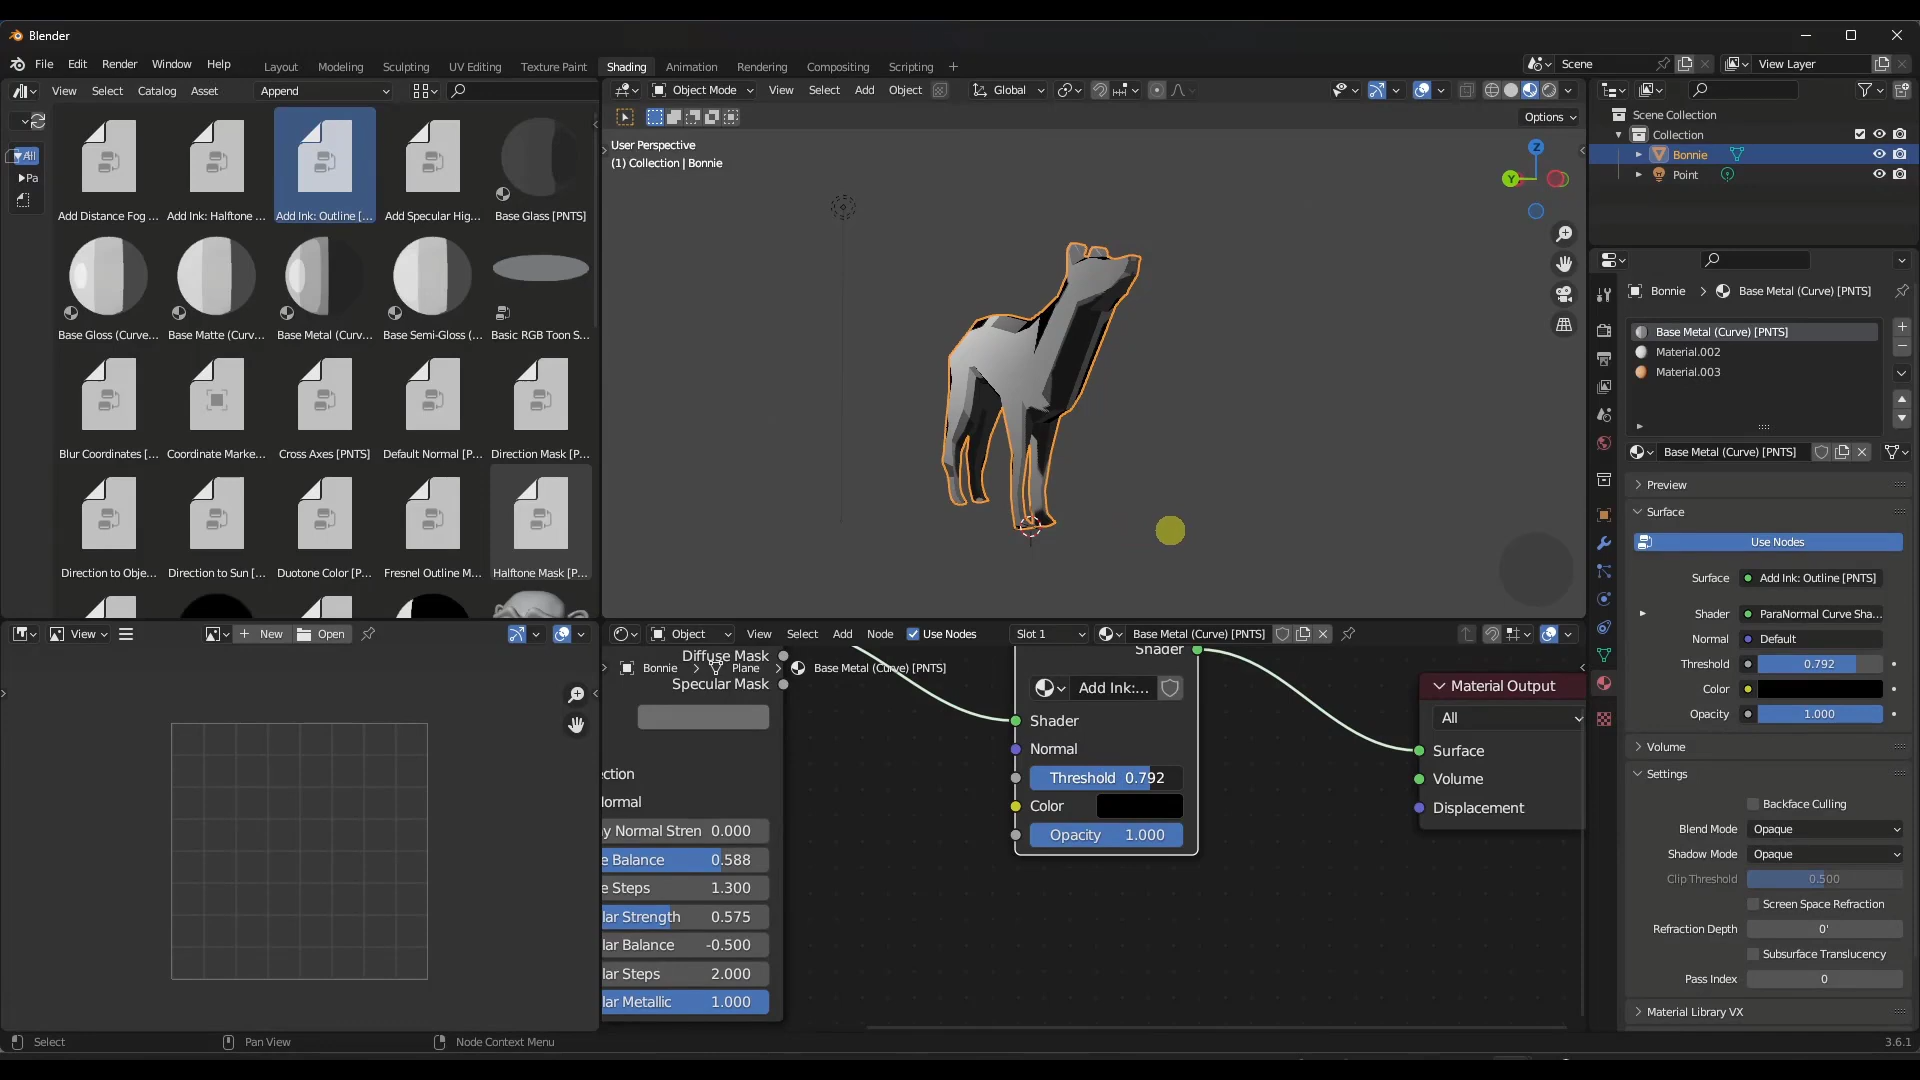 Blender
File Edit Render Window Help
Layout Modeling Sculpting UV Editing Texture Paint Shading Animation Rendering Compositing Scripting +
Scene
View Layer
View Select Catalog Asset Append
Object Mode View Select Add Object Global
Options
All
Pa
Add Distance Fog ... Add Ink: Halftone ... Add Ink: Outline [... Add Specular Hig... Base Glass [PNTS]
Base Gloss (Curve... Base Matte (Curv... Base Metal (Curv... Base Semi-Gloss (... Basic RGB Toon S...
Blur Coordinates [... Coordinate Marke... Cross Axes [PNTS] Default Normal [P... Direction Mask [P...
Direction to Obje... Direction to Sun [... Duotone Color [P... Fresnel Outline M... Halftone Mask [P...
User Perspective
(1) Collection | Bonnie
Z
Y
Scene Collection
Collection
Bonnie
Point
Bonnie > Base Metal (Curve) [PNTS]
Base Metal (Curve) [PNTS]
Material.002
Material.003
Base Metal (Curve) [PNTS]
Preview
Surface
Use Nodes
Surface Add Ink: Outline [PNTS]
Shader ParaNormal Curve Sha...
Normal Default
Threshold 0.792
Color
Opacity 1.000
Volume
Settings
Backface Culling
Blend Mode Opaque
Shadow Mode Opaque
Clip Threshold 0.500
Screen Space Refraction
Refraction Depth 0'
Subsurface Translucency
Pass Index 0
Material Library VX
View New Open
Object View Select Add Node Use Nodes Slot 1 Base Metal (Curve) [PNTS]
Bonnie > Plane > Base Metal (Curve) [PNTS]
Diffuse Mask
Specular Mask
ection
lormal
y Normal Stren 0.000
e Balance 0.588
e Steps 1.300
lar Strength 0.575
lar Balance -0.500
lar Steps 2.000
lar Metallic 1.000
Shader
Add Ink:...
Shader
Normal
Threshold 0.792
Color
Opacity 1.000
Material Output
All
Surface
Volume
Displacement
Select Pan View Node Context Menu
3.6.1